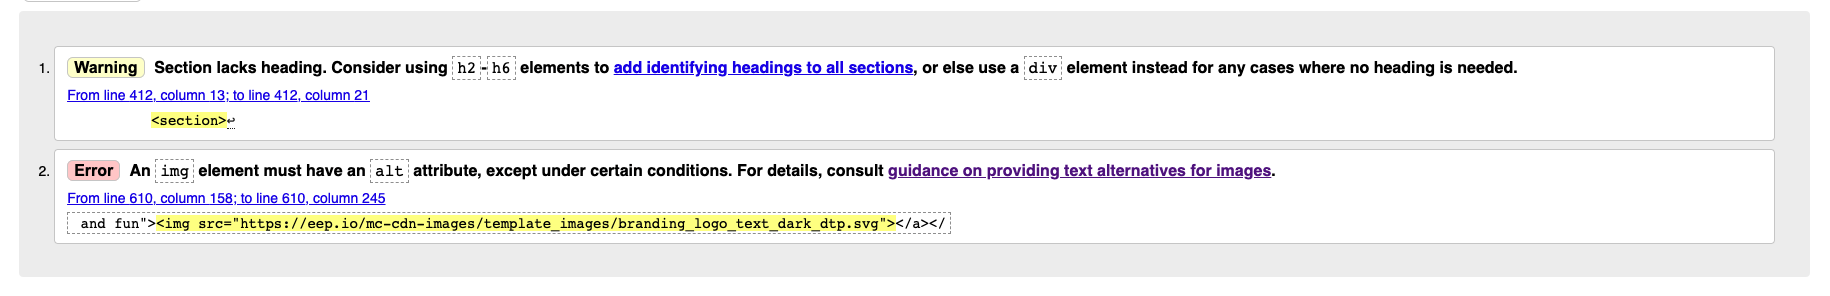 1. Warning Section lacks heading. Consider using h2-h6 elements to add identifying headings to all sections, or else use a div element instead for any cases where no heading is needed.
From line 412, column 13; to line 412, column 21
<section>↩
2. Error An img element must have an alt attribute, except under certain conditions. For details, consult guidance on providing text alternatives for images.
From line 610, column 158; to line 610, column 245
and fun"><img src="https://eep.io/mc-cdn-images/template_images/branding_logo_text_dark_dtp.svg"></a></